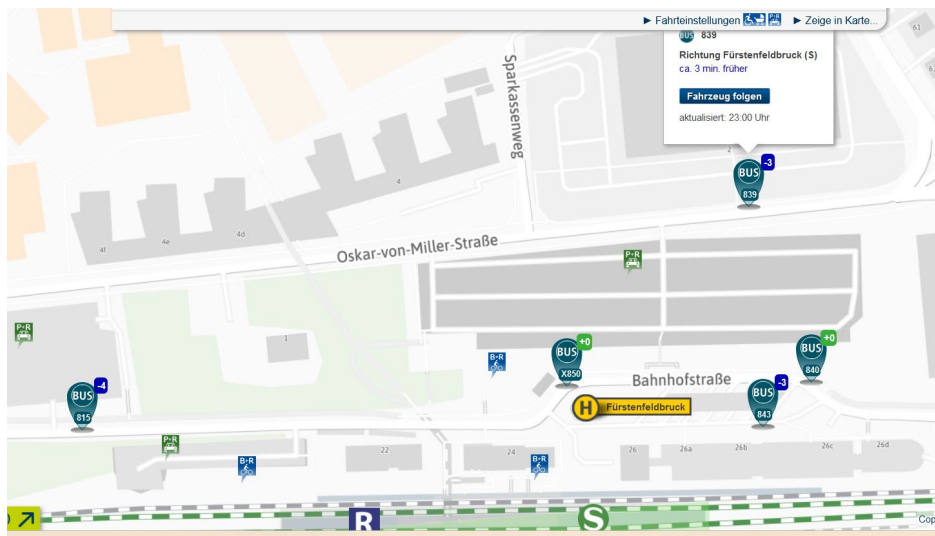 ► Fahrteinstellungen
P+R
► Zeige in Karte...
61
BUS 839
Richtung Fürstenfeldbruck (S)
ca. 3 min. früher
Fahrzeug folgen
aktualisiert: 23:00 Uhr
Sparkassenweg
2
BUS
-3
839
4
4d
4e
4f
Oskar-von-Miller-Straße
P+R
P+R
1
B+R
BUS
+0
X850
BUS
+0
840
Bahnhofstraße
BUS
-4
815
BUS
-3
843
H Fürstenfeldbruck
P+R
B+R
22
24
B+R
26
26a
26b
26c
26d
R
S
Cop